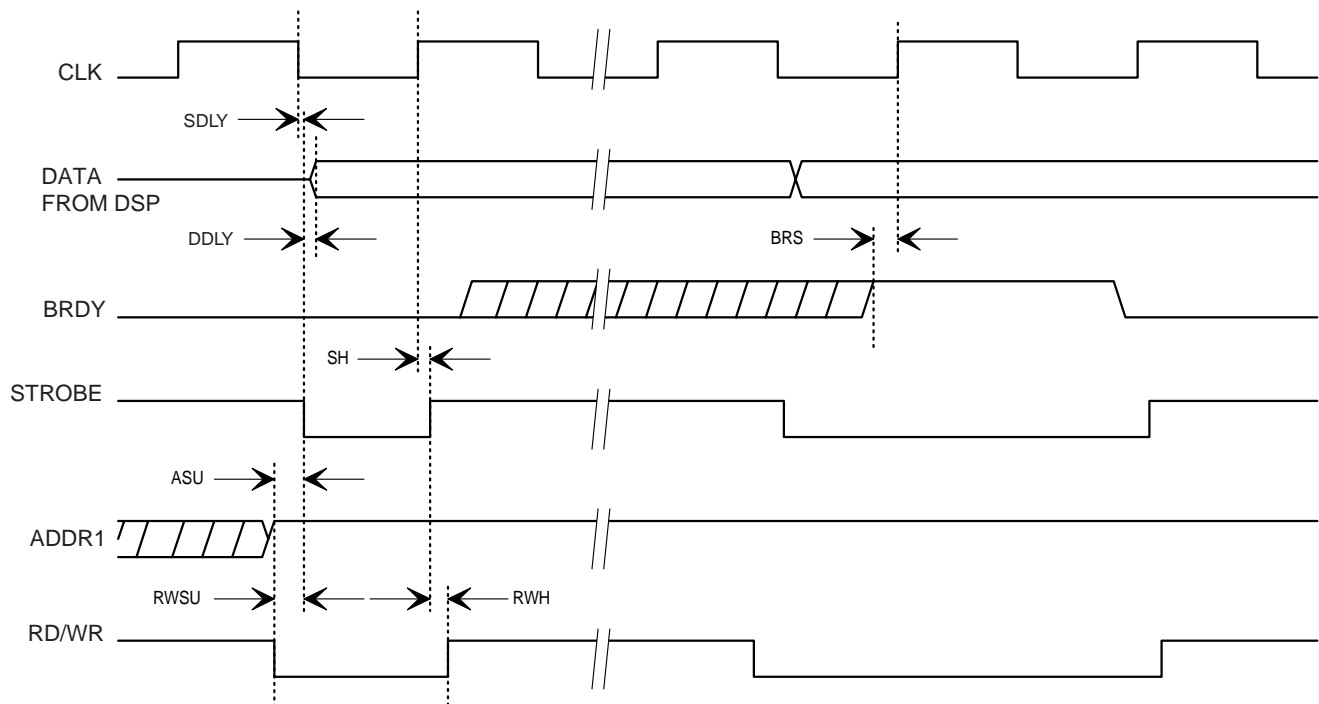 CLK
SDLY
DATA
FROM DSP
DDLY
BRS
BRDY
SH
STROBE
ASU
ADDR1
RWSU
RWH
RD/WR